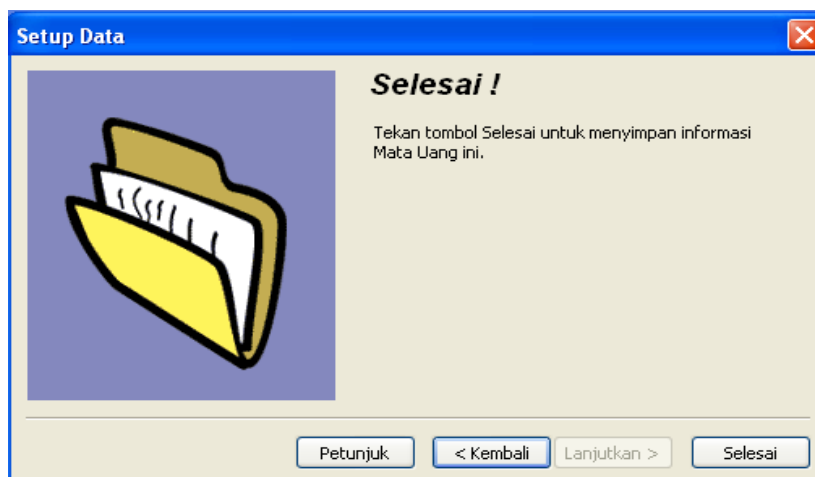 Setup Data
Selesai !
Tekan tombol Selesai untuk menyimpan informasi
Mata Uang ini.
Petunjuk
< Kembali
Lanjutkan >
Selesai